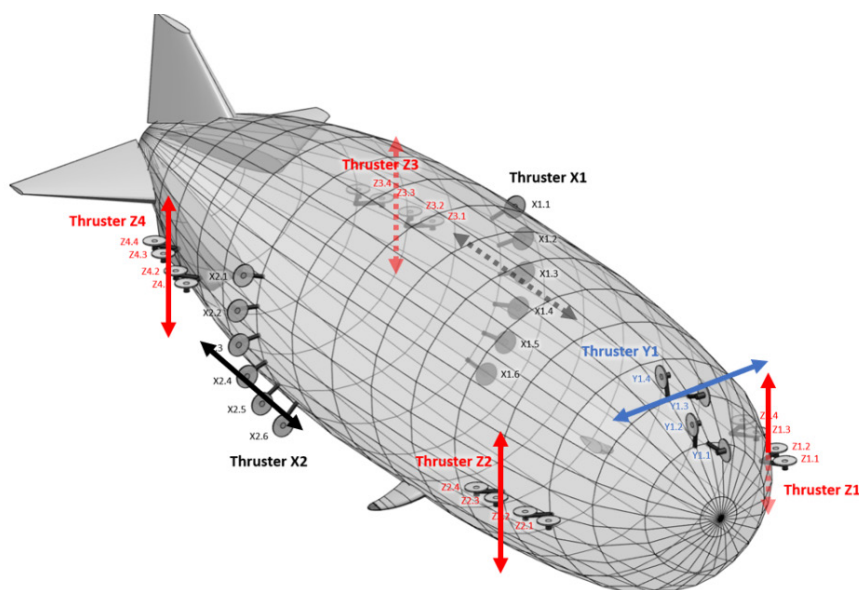 Thruster Z3
Z3.4
Z3.3
Z3.2
Z3.1
Thruster X1
X1.1
X1.2
X1.3
X1.4
X1.5
X1.6
Thruster Z4
Z4.4
Z4.3
Z4.2
X2.1
X2.2
X2.4
X2.5
X2.6
Thruster X2
Thruster Y1
Y1.4
Y1.3
Y1.2
Y1.1
Z1.3
Z1.2
Z1.1
Thruster Z1
Thruster Z2
Z2.4
Z2.3
Z2.1